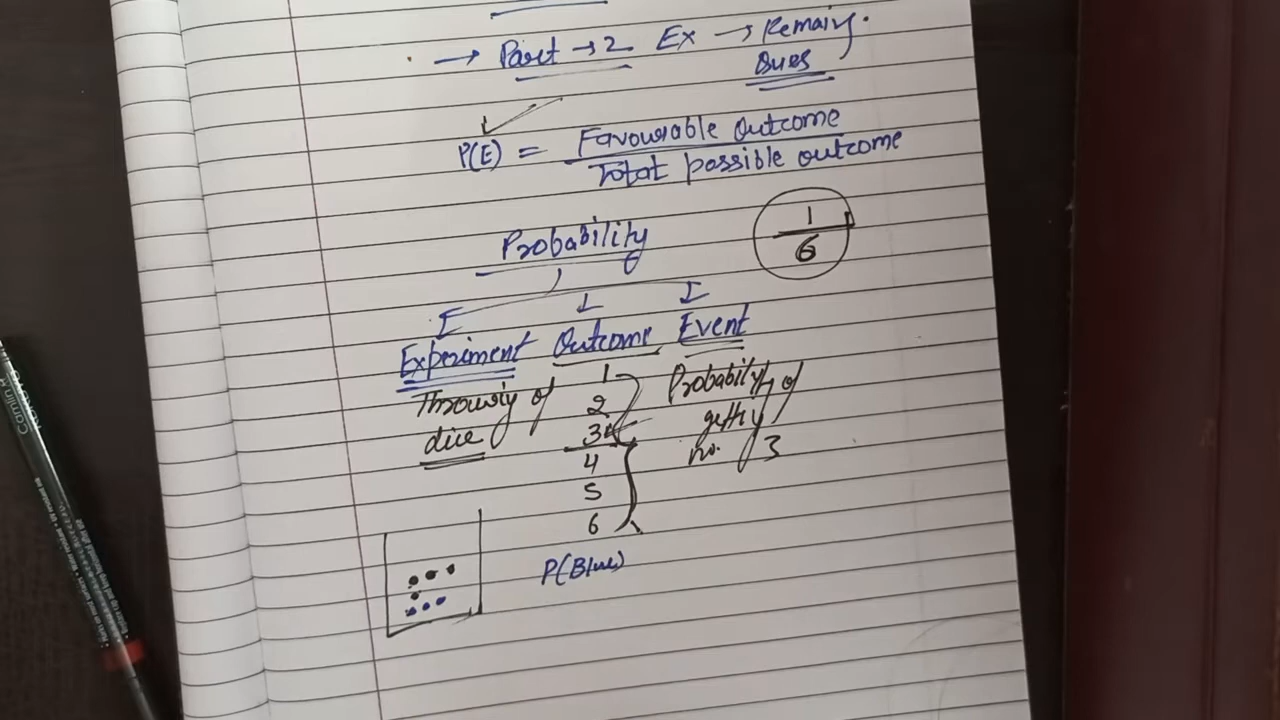 → Part → 2 Ex → Remaing.
Ques
P(E) = Favourable Outcome
Total possible outcome
1
6
Probability
Experiment Outcome Event
Throwing of
dice
1
2
3
4
5
6
Probability of
getting
no. 3
P(Blue)
Camlin